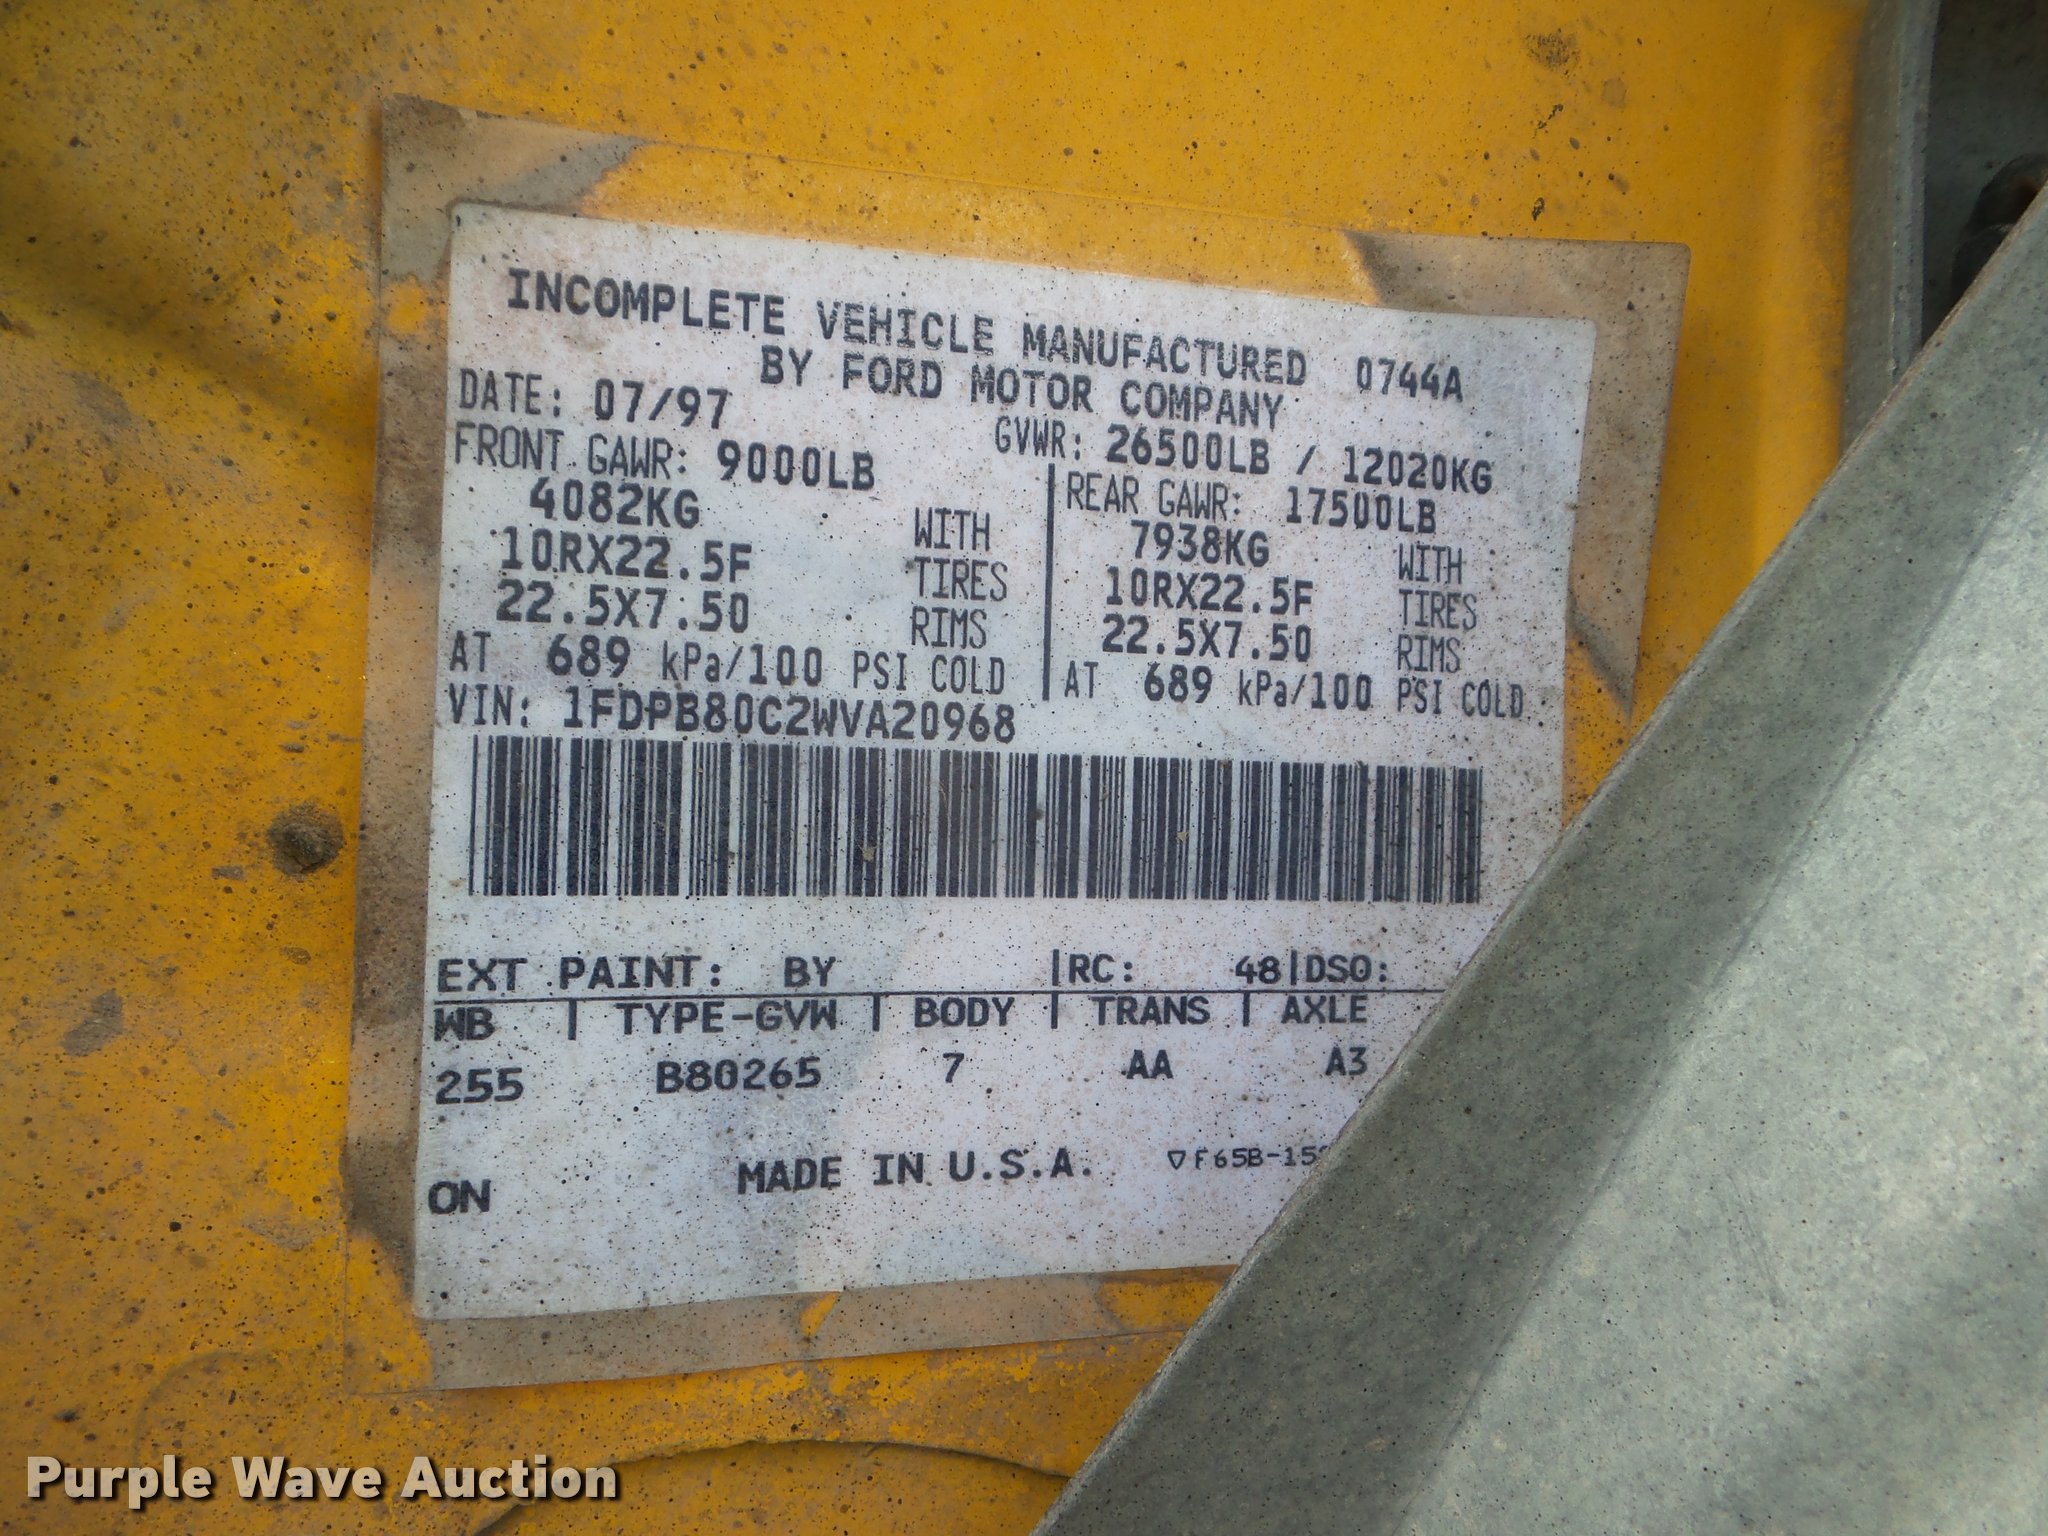 INCOMPLETE VEHICLE MANUFACTURED 0744A
BY FORD MOTOR COMPANY
DATE: 07/97
GVWR: 26500LB / 12020KG
FRONT GAWR: 9000LB
4082KG WITH
10RX22.5F TIRES
22.5X7.50 RIMS
AT 689 kPa/100 PSI COLD
REAR GAWR: 17500LB
7938KG WITH
10RX22.5F TIRES
22.5X7.50 RIMS
AT 689 kPa/100 PSI COLD
VIN: 1FDPB80C2WVA20968
EXT PAINT: BY |RC: 48|DSO:
WB | TYPE-GVW | BODY | TRANS | AXLE
255 B80265 7 AA A3
ON MADE IN U.S.A.
Purple Wave Auction